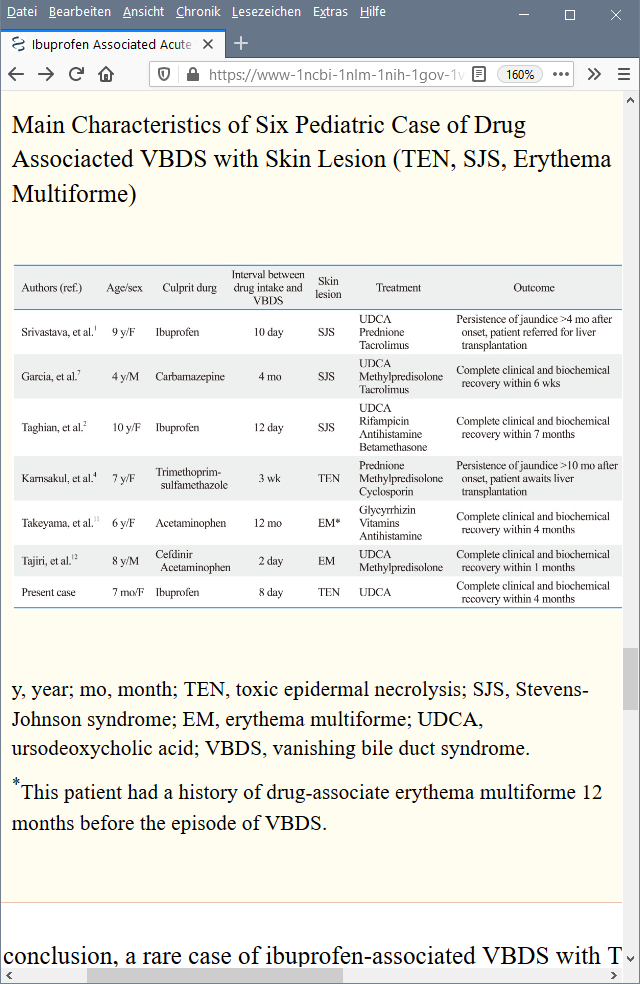 Datei Bearbeiten Ansicht Chronik Lesezeichen Extras Hilfe
Ibuprofen Associated Acute
https://www-1ncbi-1nlm-1nih-1gov-1
160%
Main Characteristics of Six Pediatric Case of Drug
Associacted VBDS with Skin Lesion (TEN, SJS, Erythema
Multiforme)
Authors (ref.) Age/sex Culprit durg Interval between drug intake and VBDS Skin lesion Treatment Outcome
Srivastava, et al.1 9 y/F Ibuprofen 10 day SJS UDCA Prednione Tacrolimus Persistence of jaundice >4 mo after onset, patient referred for liver transplantation
Garcia, et al.7 4 y/M Carbamazepine 4 mo SJS UDCA Methylpredisolone Tacrolimus Complete clinical and biochemical recovery within 6 wks
Taghian, et al.2 10 y/F Ibuprofen 12 day SJS UDCA Rifampicin Antihistamine Betamethasone Complete clinical and biochemical recovery within 7 months
Karnsakul, et al.4 7 y/F Trimethoprim-sulfamethazole 3 wk TEN Prednione Methylpredisolone Cyclosporin Persistence of jaundice >10 mo after onset, patient awaits liver transplantation
Takeyama, et al.11 6 y/F Acetaminophen 12 mo EM* Glycyrrhizin Vitamins Antihistamine Complete clinical and biochemical recovery within 4 months
Tajiri, et al.12 8 y/M Cefdinir Acetaminophen 2 day EM UDCA Methylpredisolone Complete clinical and biochemical recovery within 1 months
Present case 7 mo/F Ibuprofen 8 day TEN UDCA Complete clinical and biochemical recovery within 4 months
y, year; mo, month; TEN, toxic epidermal necrolysis; SJS, Stevens-
Johnson syndrome; EM, erythema multiforme; UDCA,
ursodeoxycholic acid; VBDS, vanishing bile duct syndrome.
*This patient had a history of drug-associate erythema multiforme 12
months before the episode of VBDS.
conclusion, a rare case of ibuprofen-associated VBDS with T